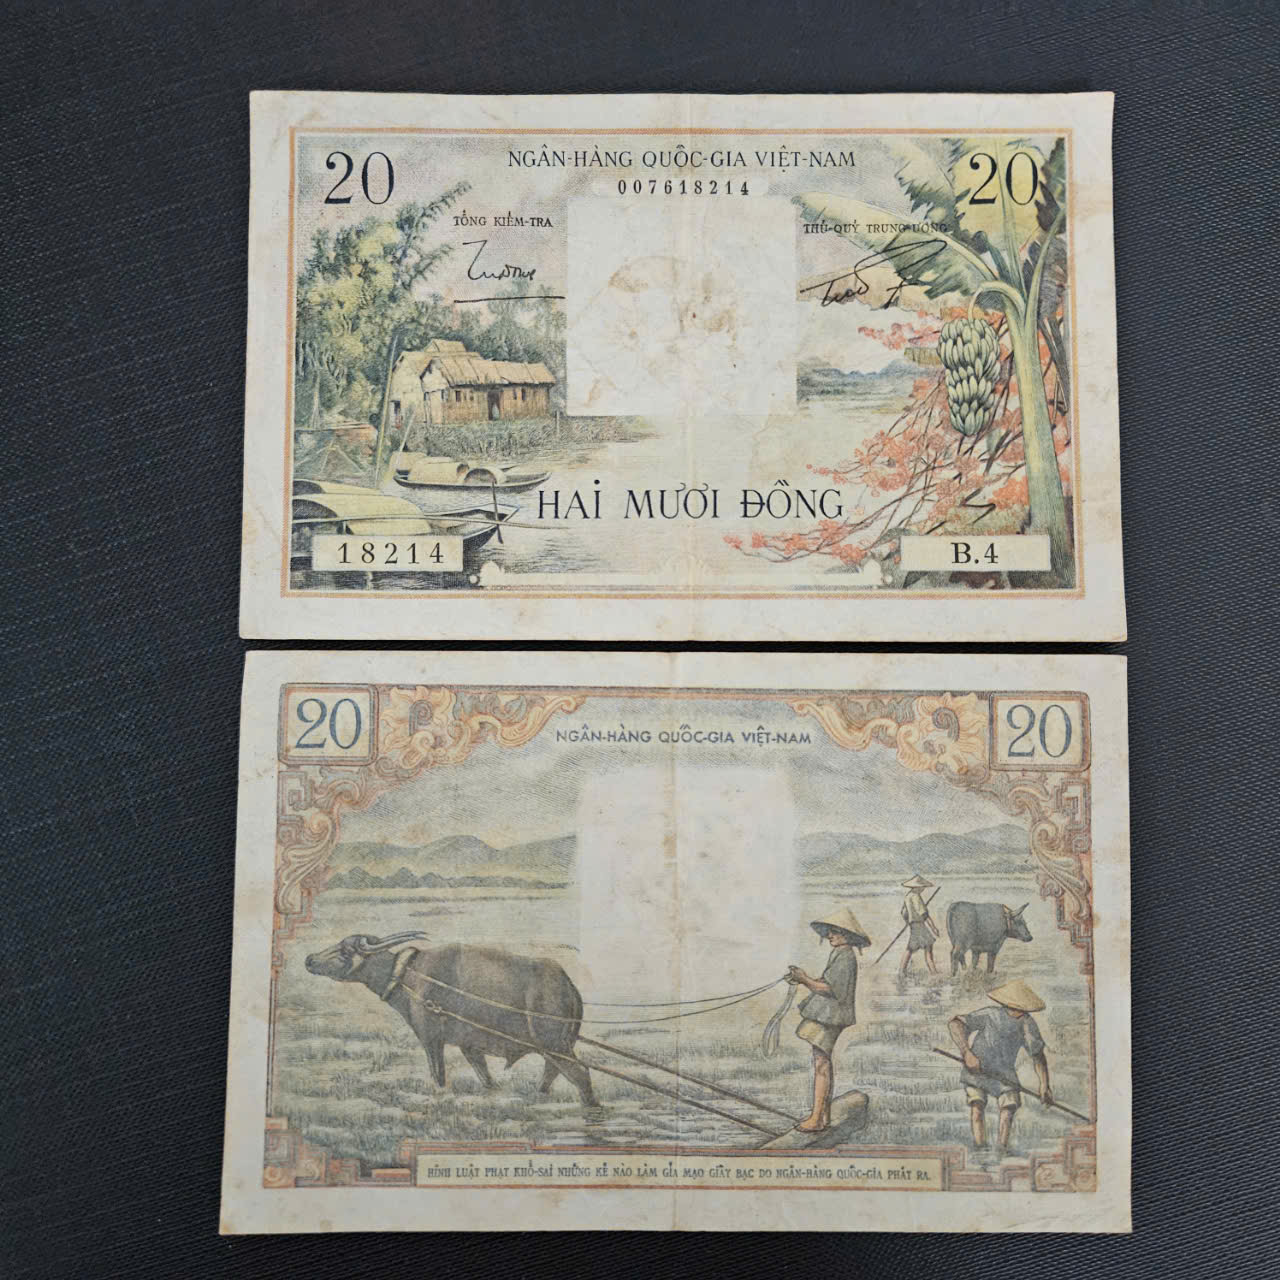 20
NGÂN-HÀNG QUỐC-GIA VIỆT-NAM
20
007618214
TỔNG KIỂM-TRA
THỦ-QUỸ TRUNG-ƯƠNG
HAI MƯƠI ĐỒNG
18214
B.4
20
NGÂN-HÀNG QUỐC-GIA VIỆT-NAM
20
HÌNH LUẬT PHẠT KHỔ-SAI NHỮNG KẺ NÀO LÀM GIẢ MẠO GIẤY BẠC DO NGÂN-HÀNG QUỐC-GIA PHÁT RA.